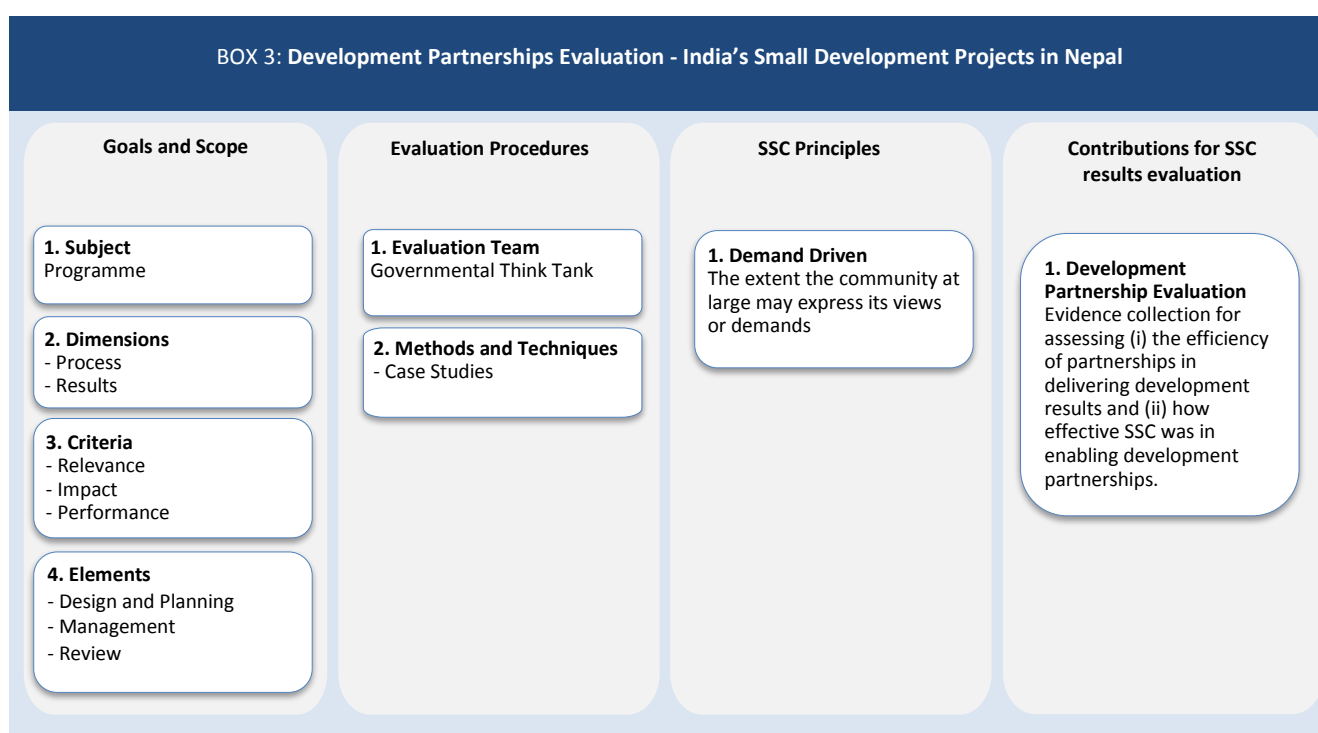 BOX 3: Development Partnerships Evaluation - India’s Small Development Projects in Nepal
Goals and Scope
1. Subject
Programme
2. Dimensions
- Process
- Results
3. Criteria
- Relevance
- Impact
- Performance
4. Elements
- Design and Planning
- Management
- Review
Evaluation Procedures
1. Evaluation Team
Governmental Think Tank
2. Methods and Techniques
- Case Studies
SSC Principles
1. Demand Driven
The extent the community at
large may express its views
or demands
Contributions for SSC
results evaluation
1. Development
Partnership Evaluation
Evidence collection for
assessing (i) the efficiency
of partnerships in
delivering development
results and (ii) how
effective SSC was in
enabling development
partnerships.